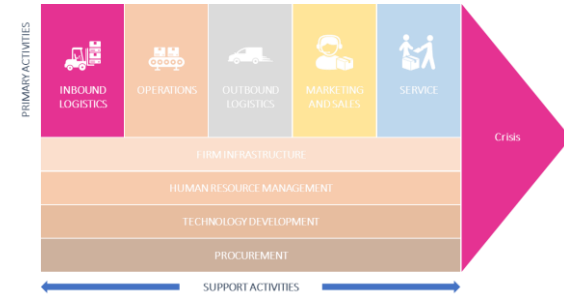 PRIMARY ACTIVITIES
INBOUND
LOGISTICS
OPERATIONS
OUTBOUND
LOGISTICS
MARKETING
AND SALES
SERVICE
Crisis
FIRM INFRASTRUCTURE
HUMAN RESOURCE MANAGEMENT
TECHNOLOGY DEVELOPMENT
PROCUREMENT
SUPPORT ACTIVITIES